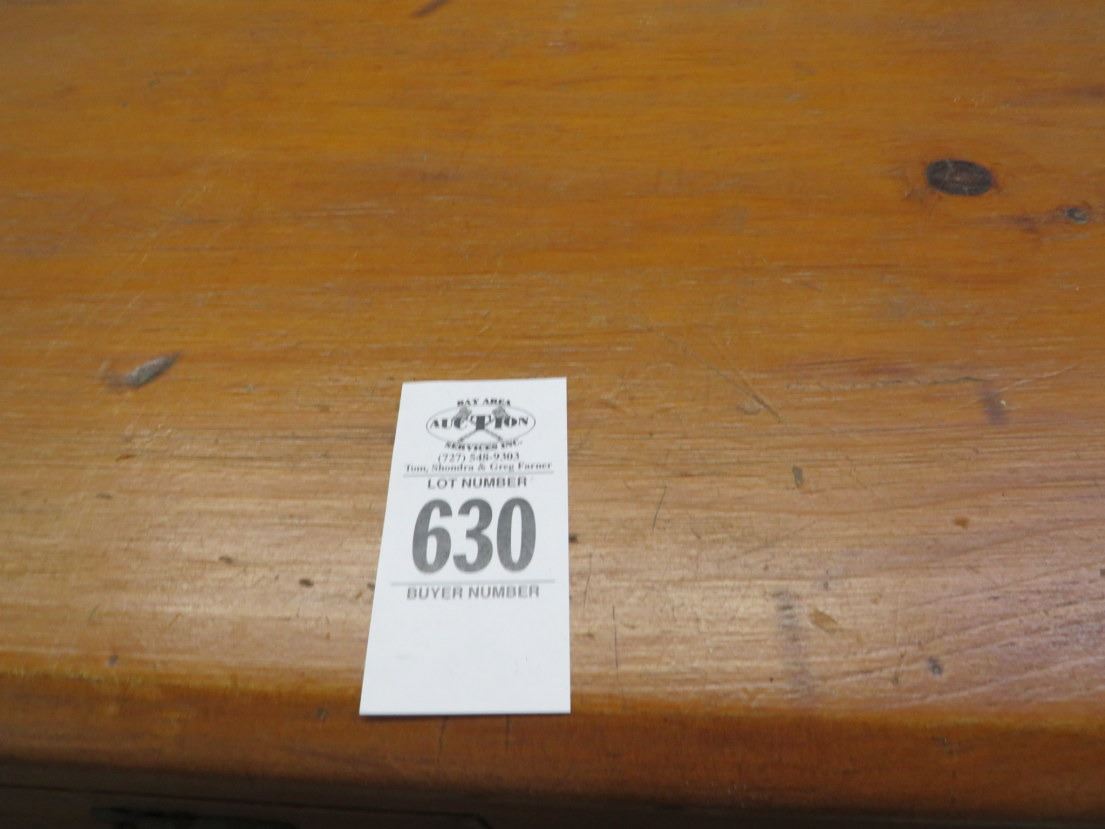 BAY AREA
AUCTION
SERVICES INC.
(727) 548-9303
Tom, Shondra & Greg Farner
LOT NUMBER
630
BUYER NUMBER